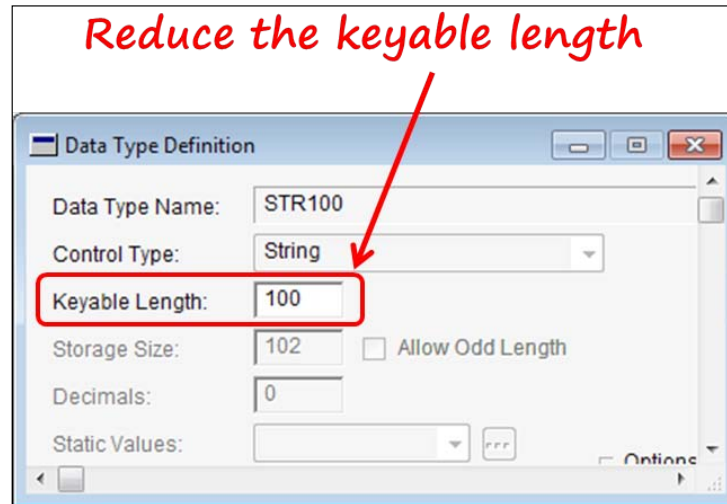 Reduce the keyable length
Data Type Definition
Data Type Name: STR100
Control Type: String
Keyable Length: 100
Storage Size: 102 Allow Odd Length
Decimals: 0
Static Values:
Options